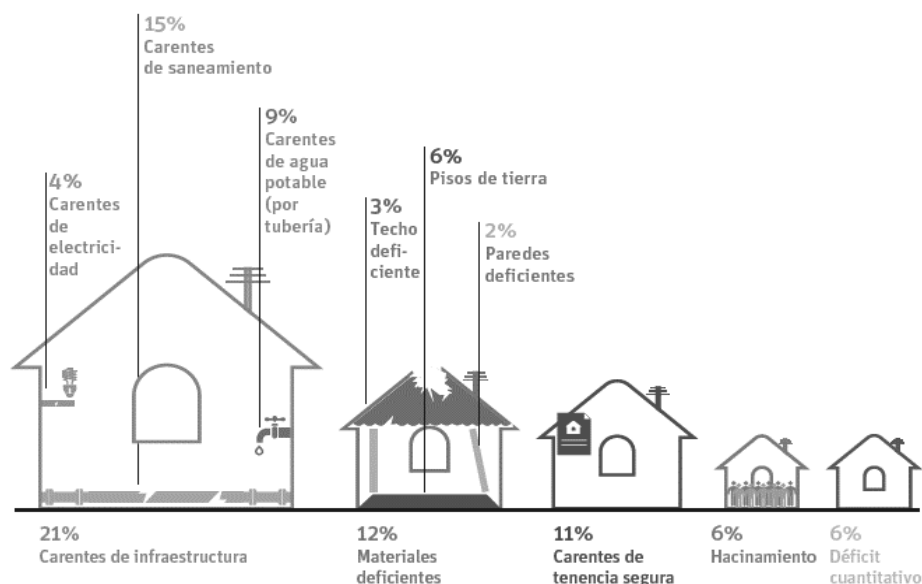 15%
Carentes
de saneamiento
9%
Carentes
de agua
potable
(por
tubería)
4%
Carentes
de
electrici-
dad
6%
Pisos de tierra
3%
Techo
defi-
ciente
2%
Paredes
deficientes
21%
Carentes de infraestructura
12%
Materiales
deficientes
11%
Carentes de
tenencia segura
6%
Hacinamiento
6%
Déficit
cuantitativo